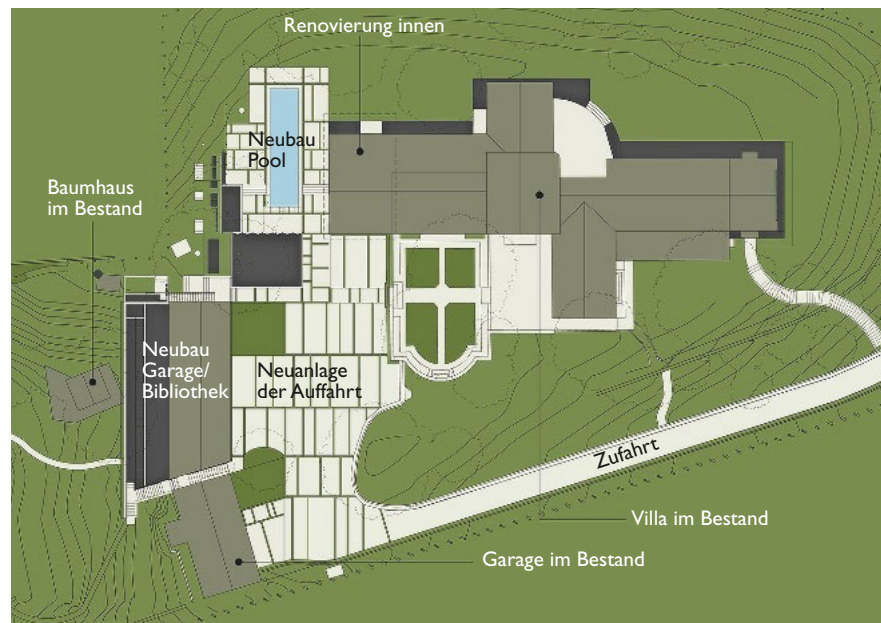 Renovierung innen
Neubau
Pool
Baumhaus
im Bestand
Neubau
Garage/
Bibliothek
Neuanlage
der Auffahrt
Zufahrt
Villa im Bestand
Garage im Bestand